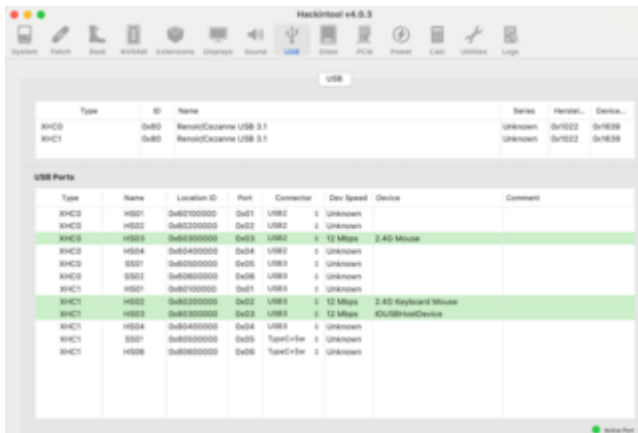 Hackintool v4.0.3
System Patch Boot NVRAM Extensions Displays Sound USB Disks PCIe Power Calc Utilities Logs
USB
Type ID Name Series Herstel... Device...
XHC0 0x60 Renoir/Cezanne USB 3.1 Unknown 0x1022 0x1639
XHC1 0x80 Renoir/Cezanne USB 3.1 Unknown 0x1022 0x1639
USB Ports
Type Name Location ID Port Connector Dev Speed Device Comment
XHC0 HS01 0x60100000 0x01 USB2 Unknown
XHC0 HS02 0x60200000 0x02 USB2 Unknown
XHC0 HS03 0x60300000 0x03 USB2 12 Mbps 2.4G Mouse
XHC0 HS04 0x60400000 0x04 USB2 Unknown
XHC0 SS01 0x60500000 0x05 USB3 Unknown
XHC0 SS02 0x60600000 0x06 USB3 Unknown
XHC1 HS01 0x80100000 0x01 USB3 Unknown
XHC1 HS02 0x80200000 0x02 USB3 12 Mbps 2.4G Keyboard Mouse
XHC1 HS03 0x80300000 0x03 USB3 12 Mbps IOUSBHostDevice
XHC1 HS04 0x80400000 0x04 USB3 Unknown
XHC1 SS01 0x80500000 0x05 TypeC+Sw Unknown
XHC1 HS06 0x80600000 0x06 TypeC+Sw Unknown
Active Port